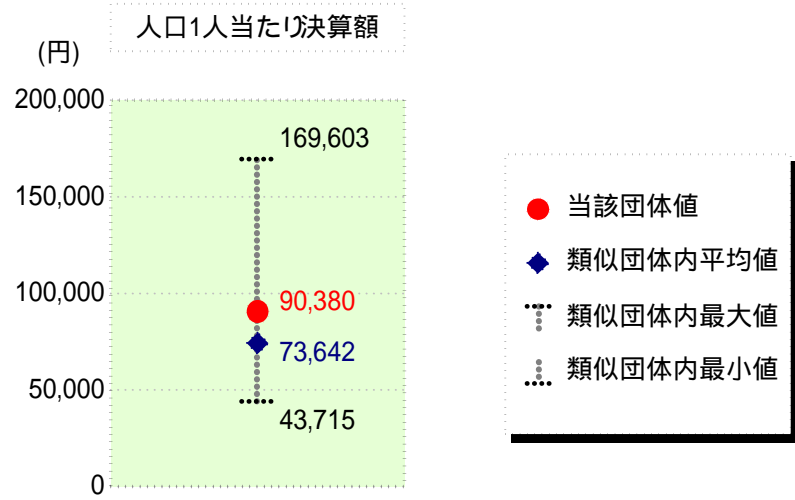 人口1人当たり決算額
(円)
200,000
169,603
150,000
100,000
90,380
73,642
50,000
43,715
0
当該団体値
類似団体内平均値
類似団体内最大値
類似団体内最小値